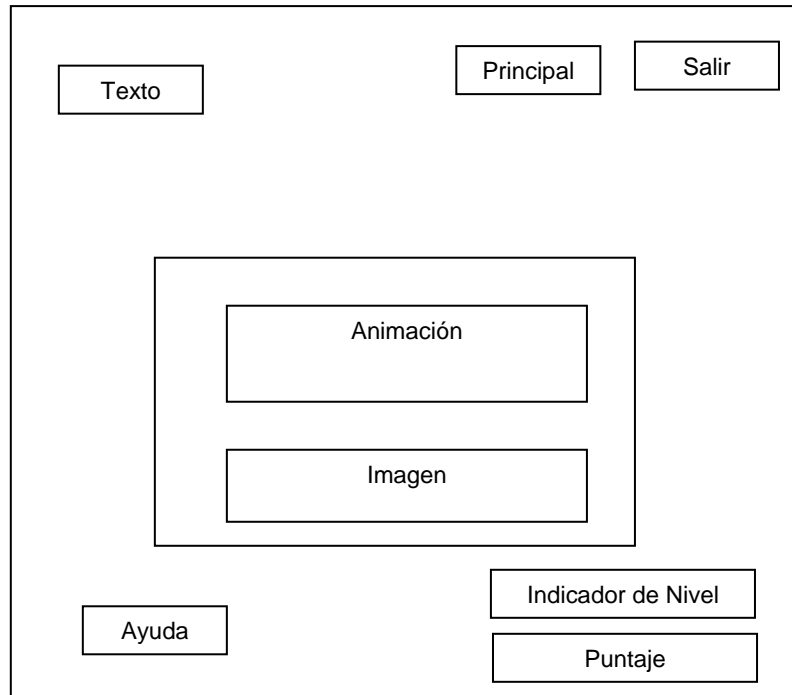 Principal
Salir
Texto
Animación
Imagen
Indicador de Nivel
Ayuda
Puntaje